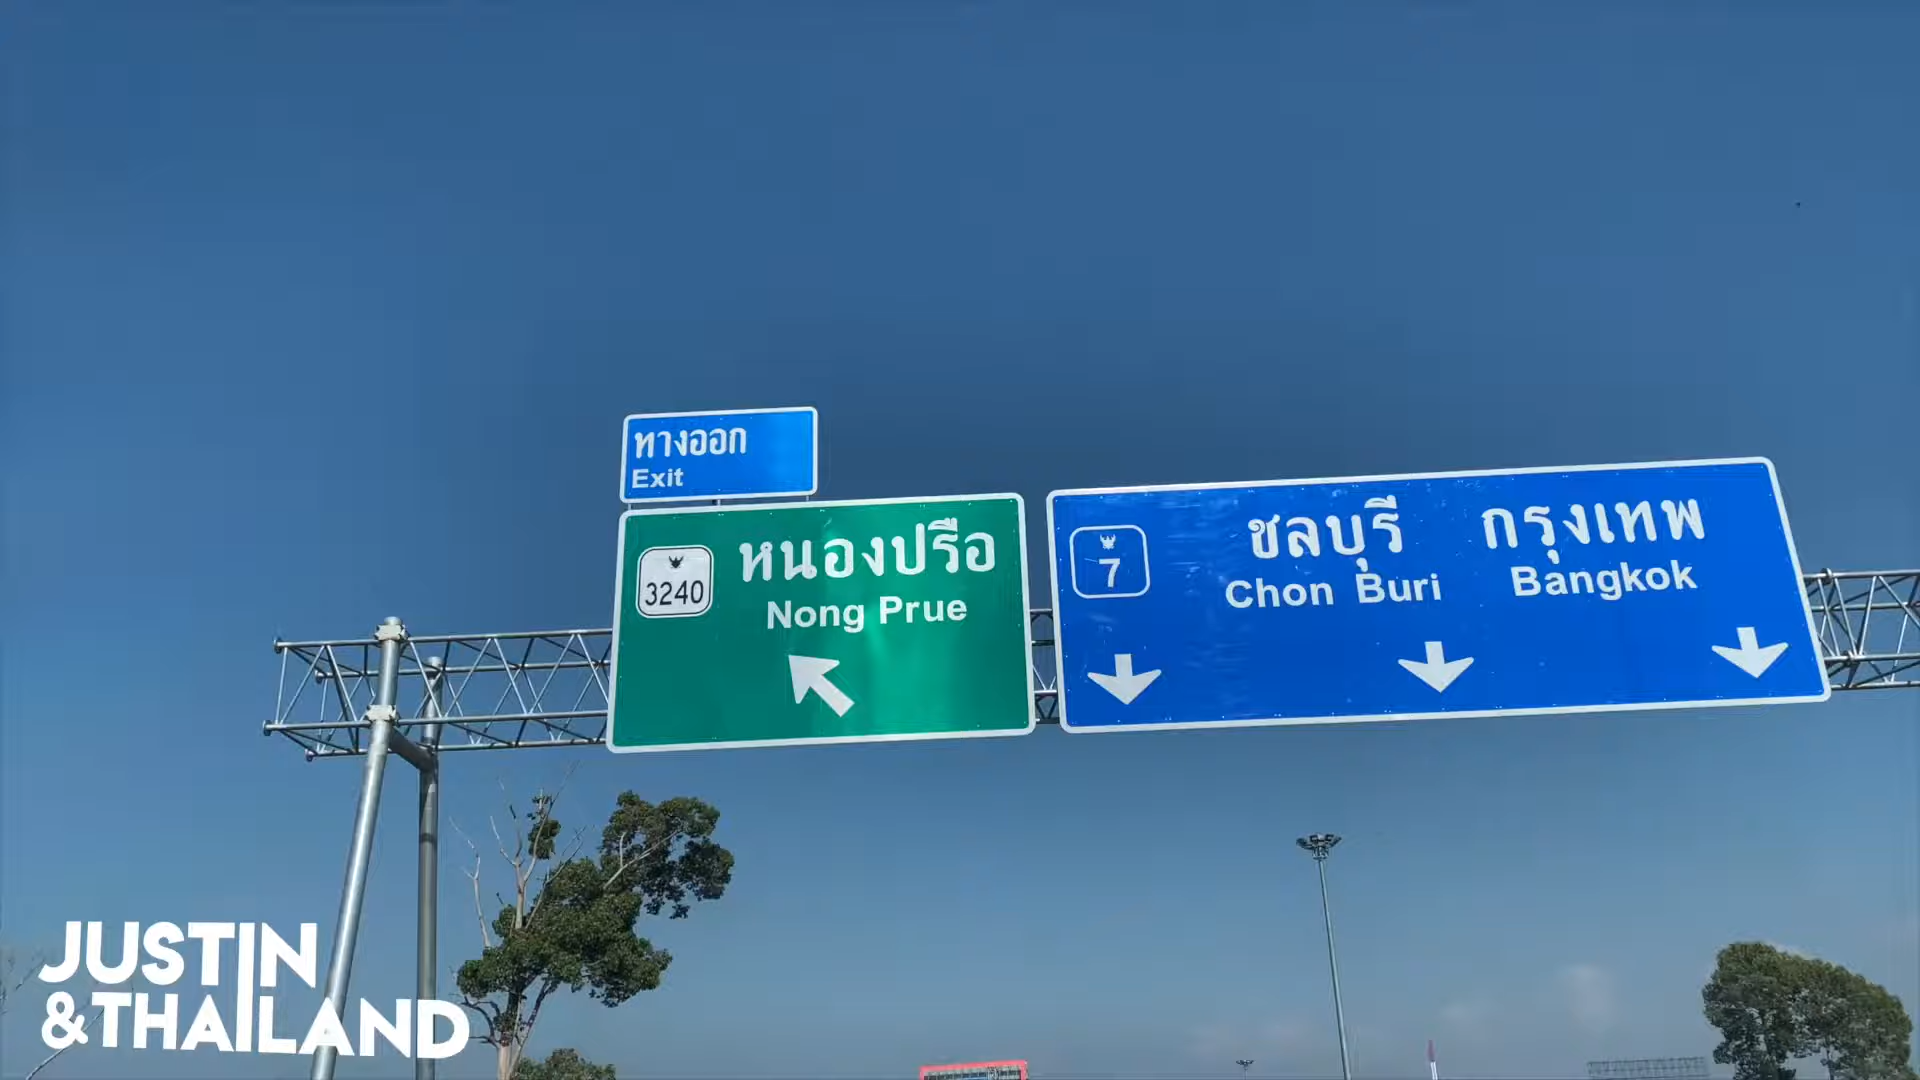 ทางออก
Exit
3240
หนองปรือ
Nong Prue
7
ชลบุรี กรุงเทพ
Chon Buri Bangkok
JUSTIN
&THAILAND